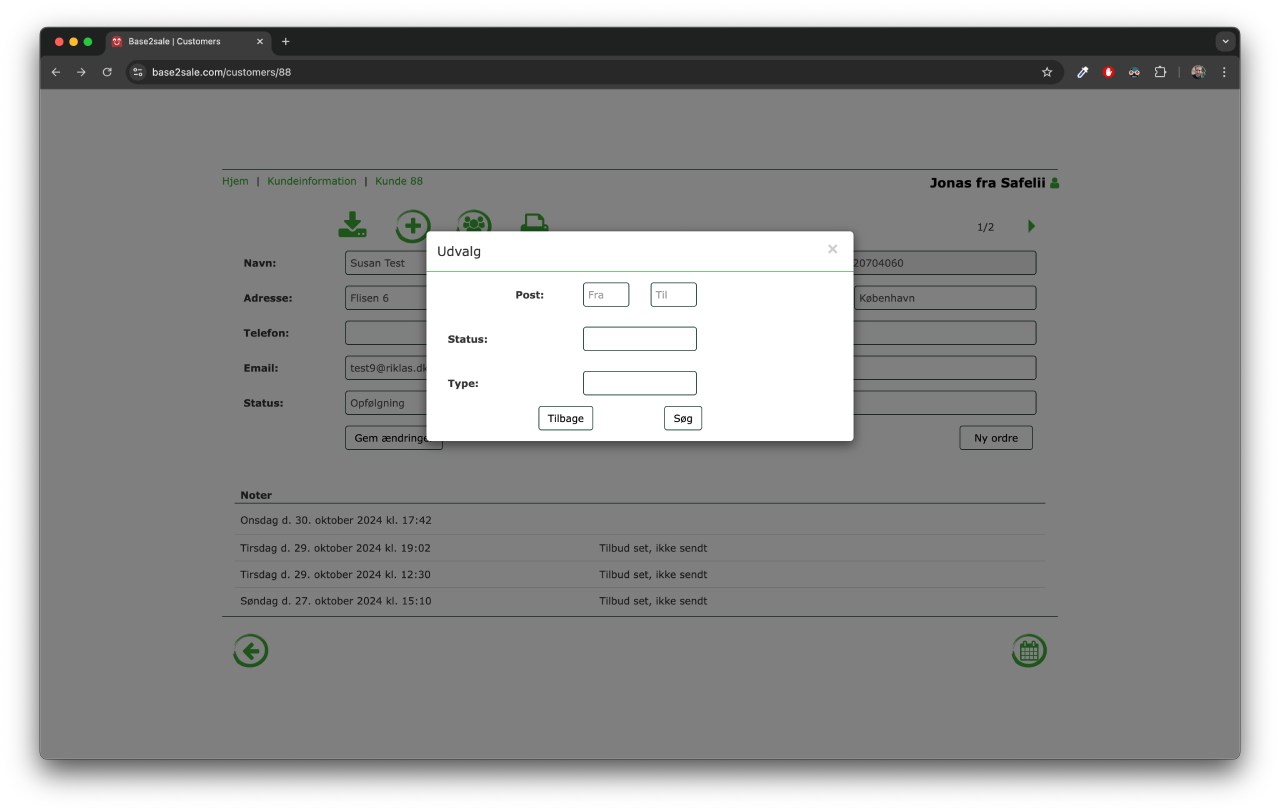 Base2sale | Customers
base2sale.com/customers/88
Hjem | Kundeinformation | Kunde 88
Jonas fra Safelii
1/2
Udvalg
Navn: Susan Test 20704060
Post: Fra Til
Adresse: Flisen 6 København
Telefon:
Status:
Email: test9@riklas.dk
Type:
Status: Opfølgning
Tilbage Søg
Gem ændringe Ny ordre
Noter
Onsdag d. 30. oktober 2024 kl. 17:42
Tirsdag d. 29. oktober 2024 kl. 19:02 Tilbud set, ikke sendt
Tirsdag d. 29. oktober 2024 kl. 12:30 Tilbud set, ikke sendt
Søndag d. 27. oktober 2024 kl. 15:10 Tilbud set, ikke sendt